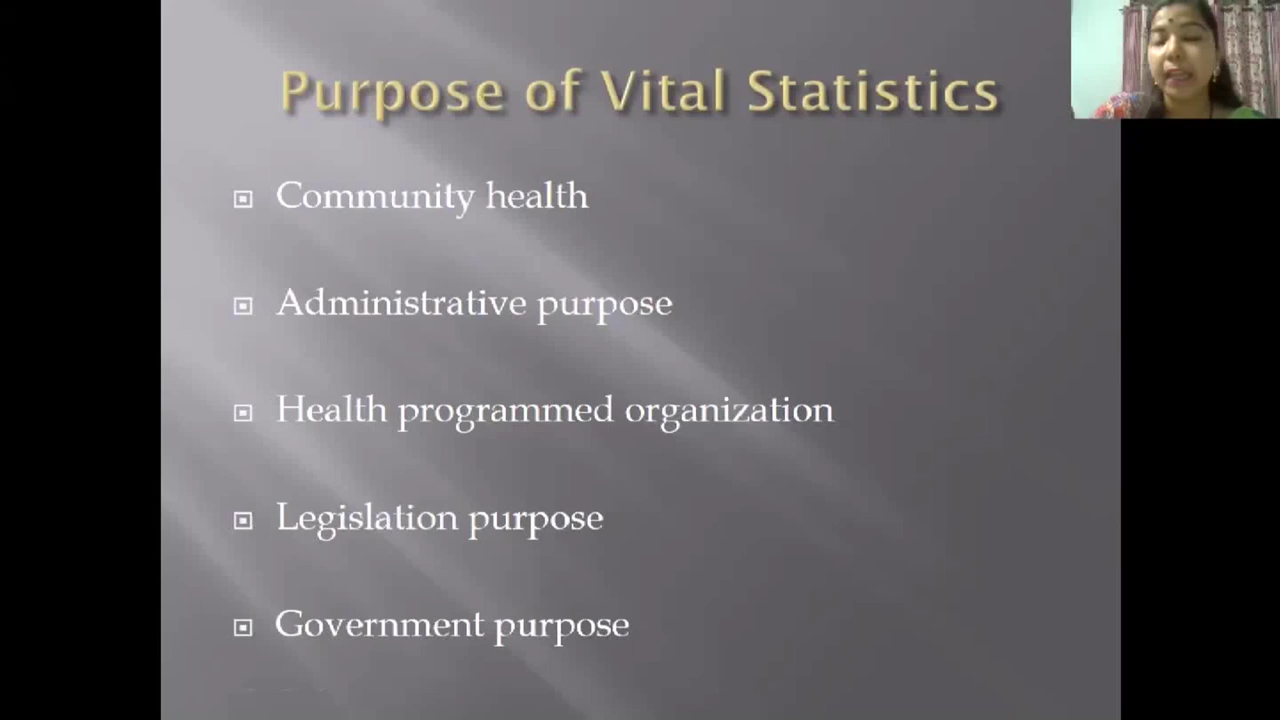 Purpose of Vital Statistics
Community health
Administrative purpose
Health programmed organization
Legislation purpose
Government purpose